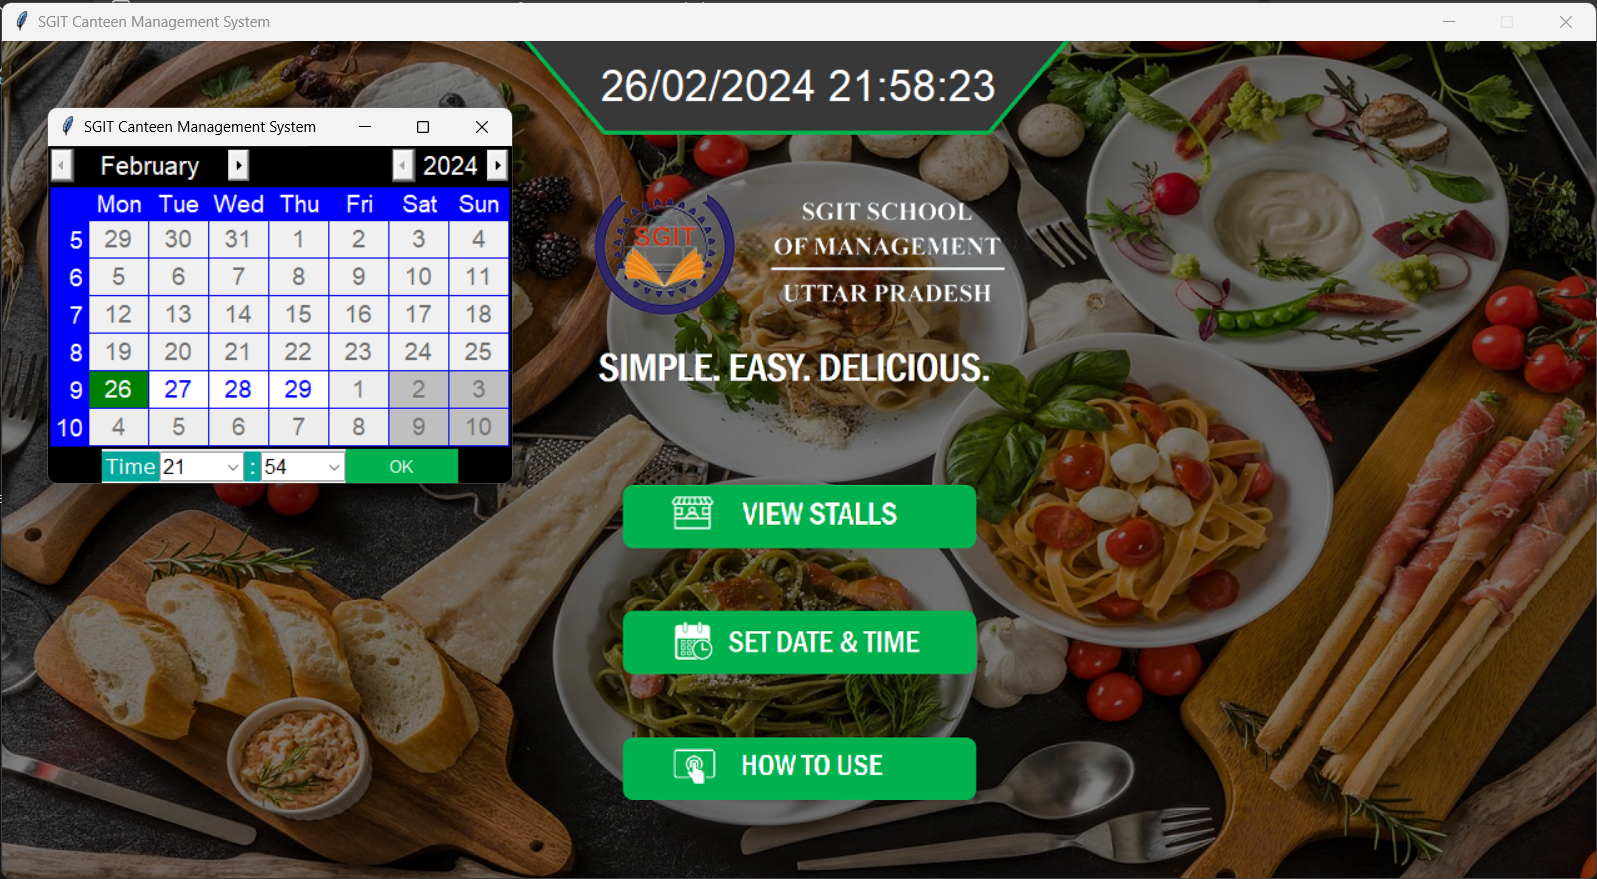 SGIT Canteen Management System
26/02/2024 21:58:23
SGIT Canteen Management System
February 2024
Mon Tue Wed Thu Fri Sat Sun
5 29 30 31 1 2 3 4
6 5 6 7 8 9 10 11
7 12 13 14 15 16 17 18
8 19 20 21 22 23 24 25
9 26 27 28 29 1 2 3
10 4 5 6 7 8 9 10
Time 21 : 54 OK
SGIT
SGIT SCHOOL
OF MANAGEMENT
UTTAR PRADESH
SIMPLE. EASY. DELICIOUS.
VIEW STALLS
SET DATE & TIME
HOW TO USE